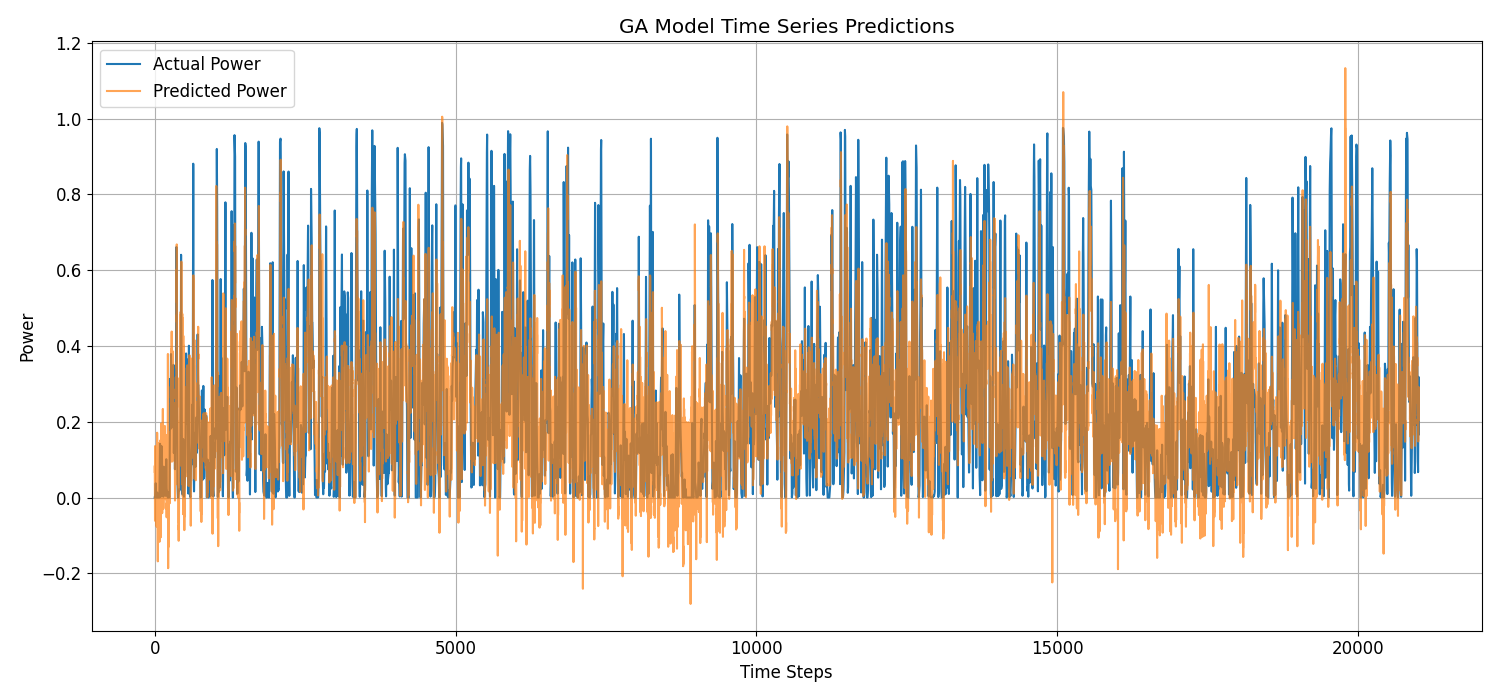 GA Model Time Series Predictions
Actual Power
Predicted Power
1.2
1.0
0.8
0.6
0.4
0.2
0.0
−0.2
Power
0 5000 10000 15000 20000
Time Steps